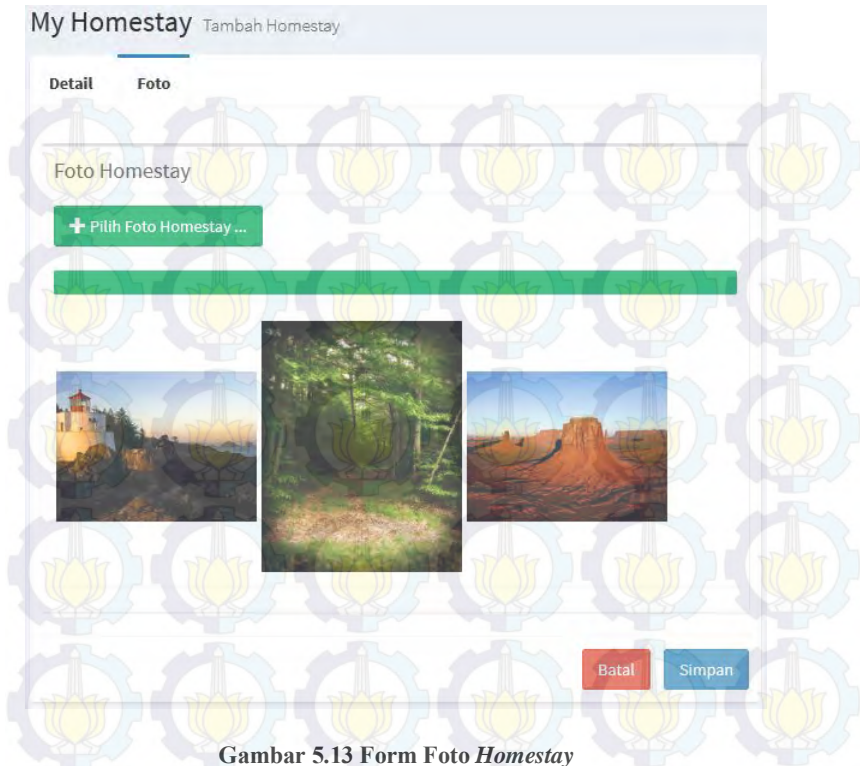 My Homestay Tambah Homestay
Detail Foto
Foto Homestay
+ Pilih Foto Homestay ...
Batal Simpan
Gambar 5.13 Form Foto Homestay